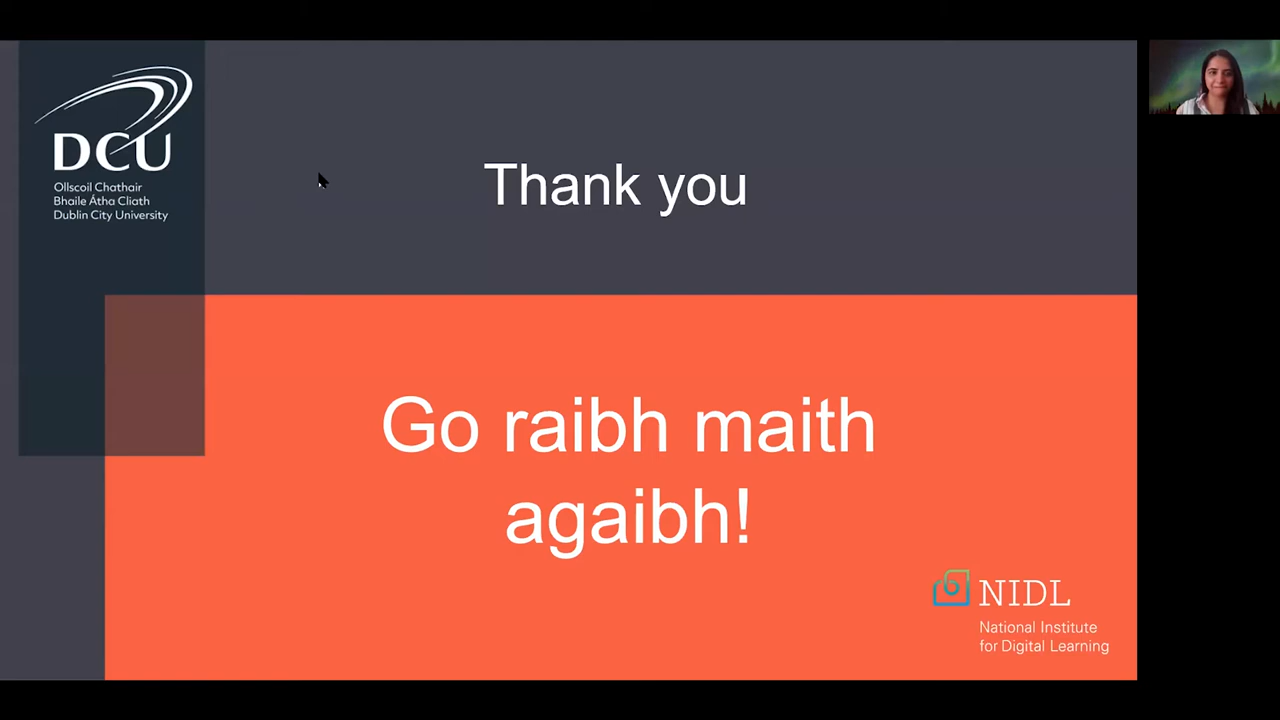 DCU
Ollscoil Chathair
Bhaile Átha Cliath
Dublin City University
Thank you
Go raibh maith
agaibh!
NIDL
National Institute
for Digital Learning